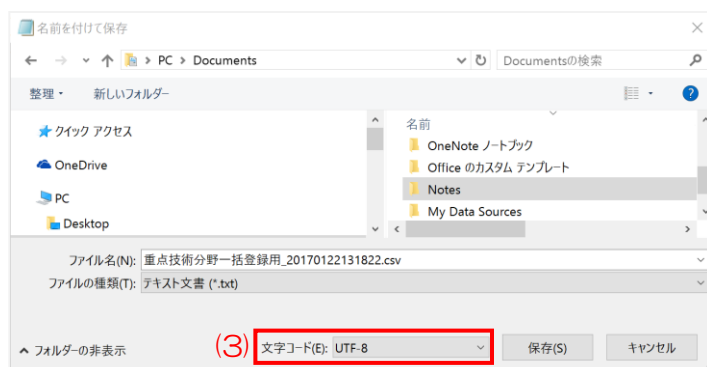 名前を付けて保存
> PC > Documents
Documentsの検索
整理
新しいフォルダー
クイック アクセス
OneDrive
PC
Desktop
名前
OneNote ノートブック
Office のカスタム テンプレート
Notes
My Data Sources
ファイル名(N): 重点技術分野一括登録用_20170122131822.csv
ファイルの種類(T): テキスト文書 (*.txt)
フォルダーの非表示
(3) 文字コード(E): UTF-8
保存(S)
キャンセル